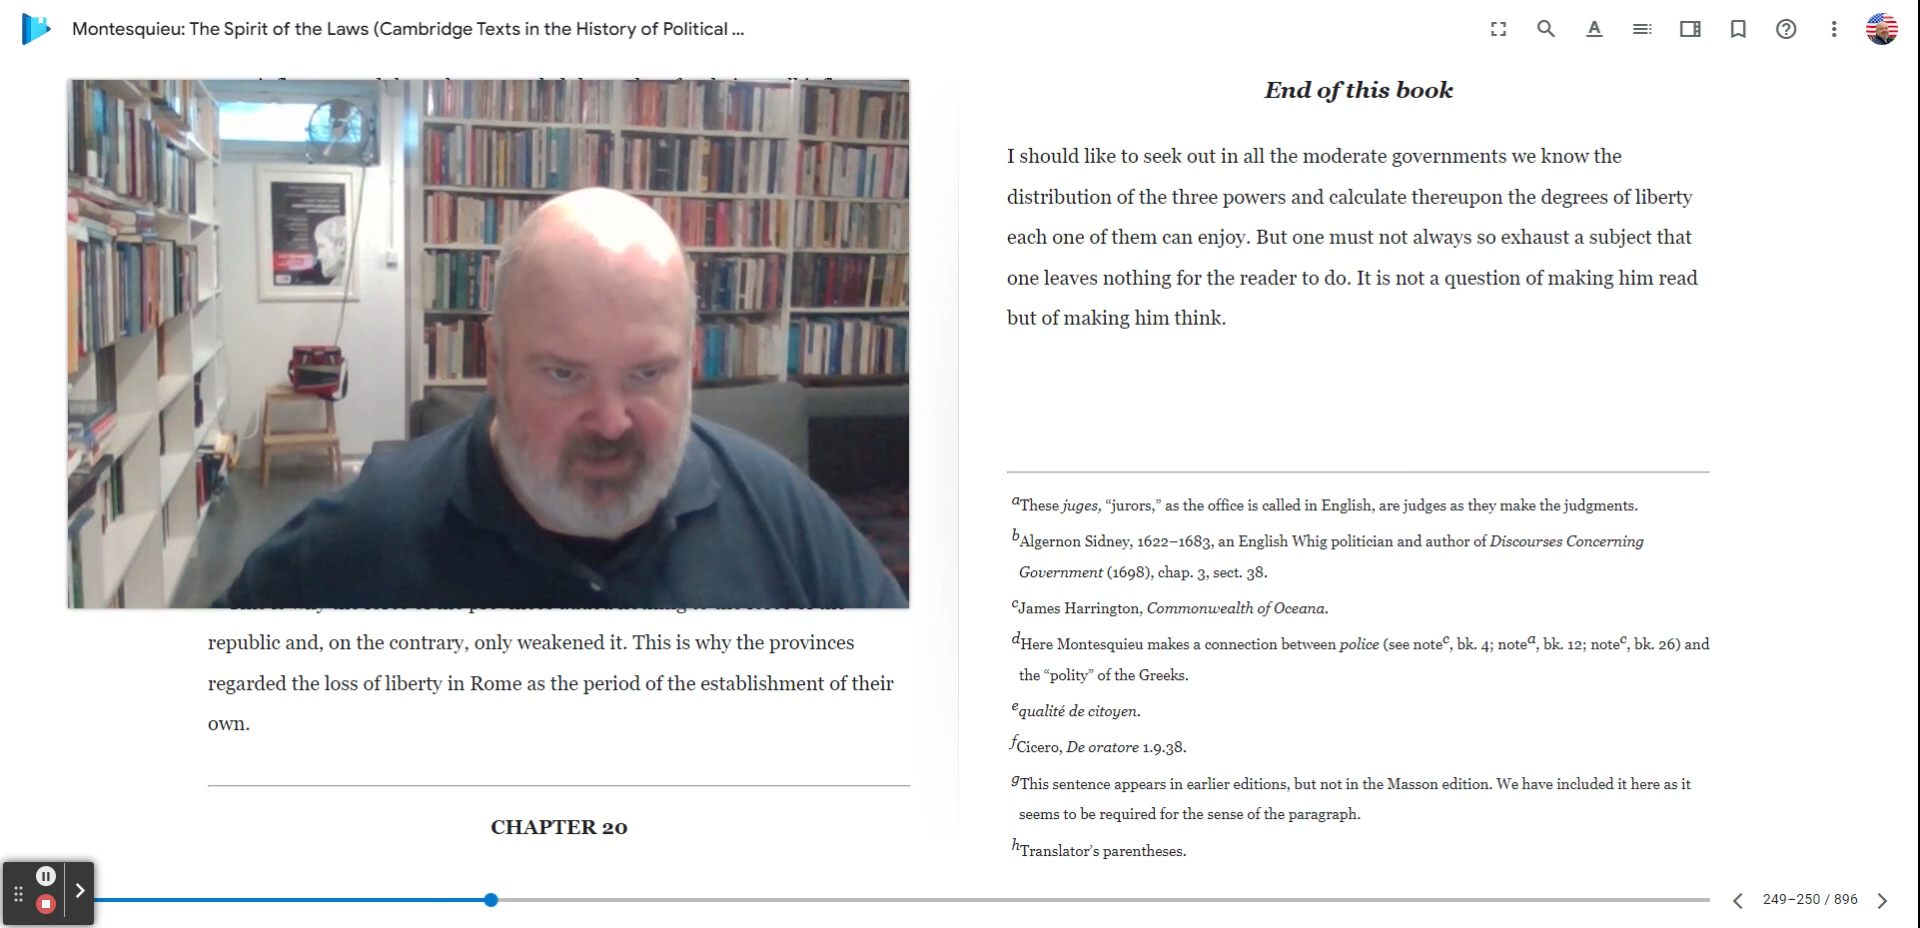 Montesquieu: The Spirit of the Laws (Cambridge Texts in the History of Political ...
republic and, on the contrary, only weakened it. This is why the provinces
regarded the loss of liberty in Rome as the period of the establishment of their
own.
CHAPTER 20
End of this book
I should like to seek out in all the moderate governments we know the
distribution of the three powers and calculate thereupon the degrees of liberty
each one of them can enjoy. But one must not always so exhaust a subject that
one leaves nothing for the reader to do. It is not a question of making him read
but of making him think.
aThese juges, “jurors,” as the office is called in English, are judges as they make the judgments.
bAlgernon Sidney, 1622–1683, an English Whig politician and author of Discourses Concerning
Government (1698), chap. 3, sect. 38.
cJames Harrington, Commonwealth of Oceana.
dHere Montesquieu makes a connection between police (see notec, bk. 4; notea, bk. 12; notec, bk. 26) and
the “polity” of the Greeks.
equalité de citoyen.
fCicero, De oratore 1.9.38.
gThis sentence appears in earlier editions, but not in the Masson edition. We have included it here as it
seems to be required for the sense of the paragraph.
hTranslator’s parentheses.
249–250 / 896